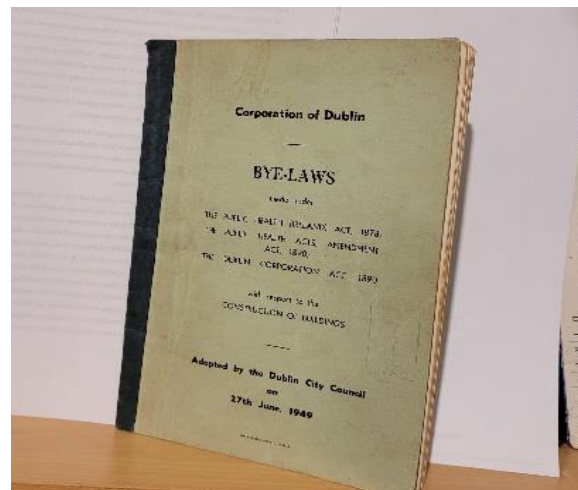 Corporation of Dublin
BYE-LAWS
made under
THE PUBLIC HEALTH (IRELAND) ACT, 1878,
THE PUBLIC HEALTH ACTS AMENDMENT
ACT, 1890,
THE DUBLIN CORPORATION ACT, 1890
with respect to the
CONSTRUCTION OF BUILDINGS
Adopted by the Dublin City Council
on
27th June, 1949